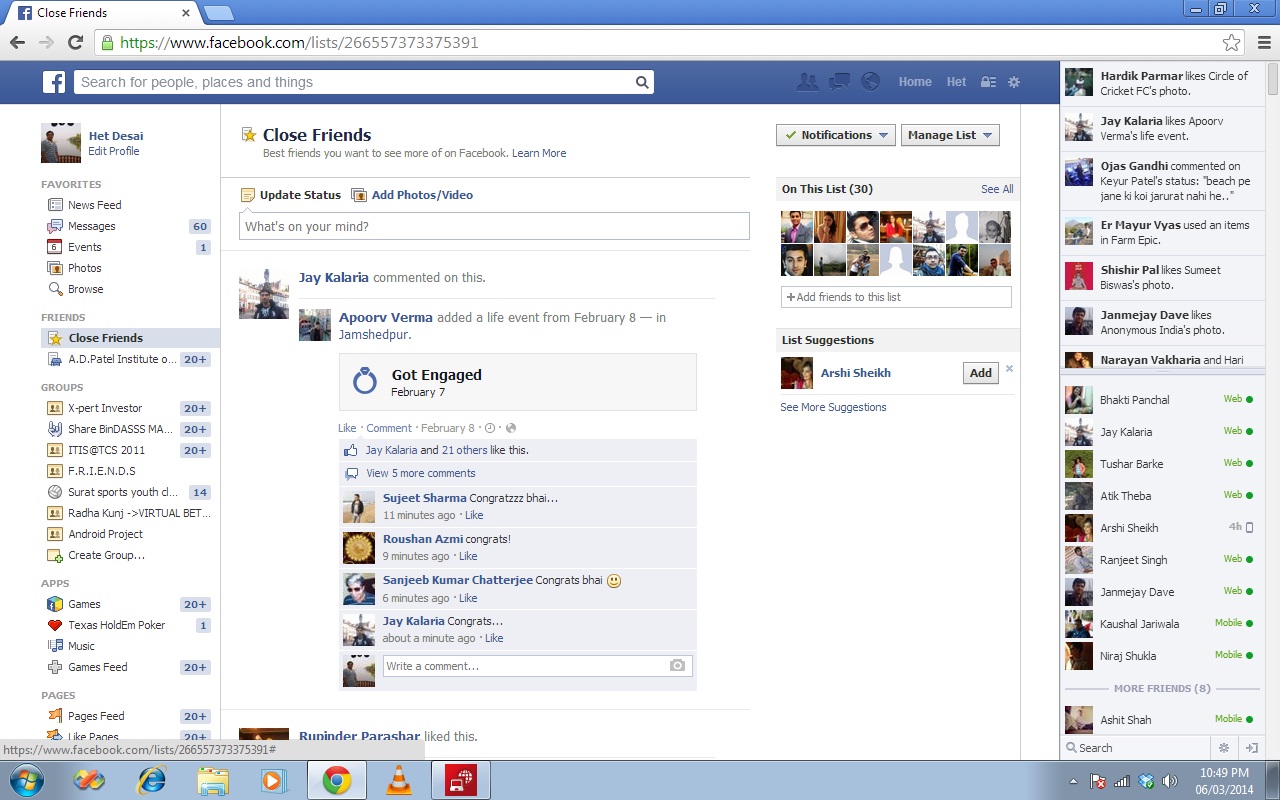 Close Friends
https://www.facebook.com/lists/266557373375391
Search for people, places and things
Home
Het
Het Desai
Edit Profile
FAVORITES
News Feed
Messages 60
Events 1
Photos
Browse
FRIENDS
Close Friends
A.D.Patel Institute o... 20+
GROUPS
X-pert Investor 20+
Share BinDASSS MA... 20+
ITIS@TCS 2011 20+
F.R.I.E.N.D.S
Surat sports youth cl... 14
Radha Kunj ->VIRTUAL BET...
Android Project
Create Group...
APPS
Games 20+
Texas HoldEm Poker 1
Music
Games Feed 20+
PAGES
Pages Feed 20+
Like Pages 20+
https://www.facebook.com/lists/266557373375391#
Close Friends
Best friends you want to see more of on Facebook. Learn More
Notifications
Manage List
Update Status
Add Photos/Video
What's on your mind?
Jay Kalaria commented on this.
Apoorv Verma added a life event from February 8 — in
Jamshedpur.
6
Got Engaged
February 7
Like · Comment · February 8 ·
Jay Kalaria and 21 others like this.
View 5 more comments
Sujeet Sharma Congratzzz bhai...
11 minutes ago · Like
Roushan Azmi congrats!
9 minutes ago · Like
Sanjeeb Kumar Chatterjee Congrats bhai
6 minutes ago · Like
Jay Kalaria Congrats...
about a minute ago · Like
Write a comment...
Rupinder Parashar liked this.
On This List (30)
See All
+Add friends to this list
List Suggestions
Arshi Sheikh
Add
See More Suggestions
Hardik Parmar likes Circle of
Cricket FC's photo.
Jay Kalaria likes Apoorv
Verma's life event.
Ojas Gandhi commented on
Keyur Patel's status: "beach pe
jane ki koi jarurat nahi he.."
Er Mayur Vyas used an items
in Farm Epic.
Shishir Pal likes Sumeet
Biswas's photo.
Janmejay Dave likes
Anonymous India's photo.
Narayan Vakharia and Hari
Bhakti Panchal Web
Jay Kalaria Web
Tushar Barke Web
Atik Theba Web
Arshi Sheikh 4h
Ranjeet Singh Web
Janmejay Dave Web
Kaushal Jariwala Mobile
Niraj Shukla Mobile
MORE FRIENDS (8)
Ashit Shah Mobile
Search
10:49 PM
06/03/2014